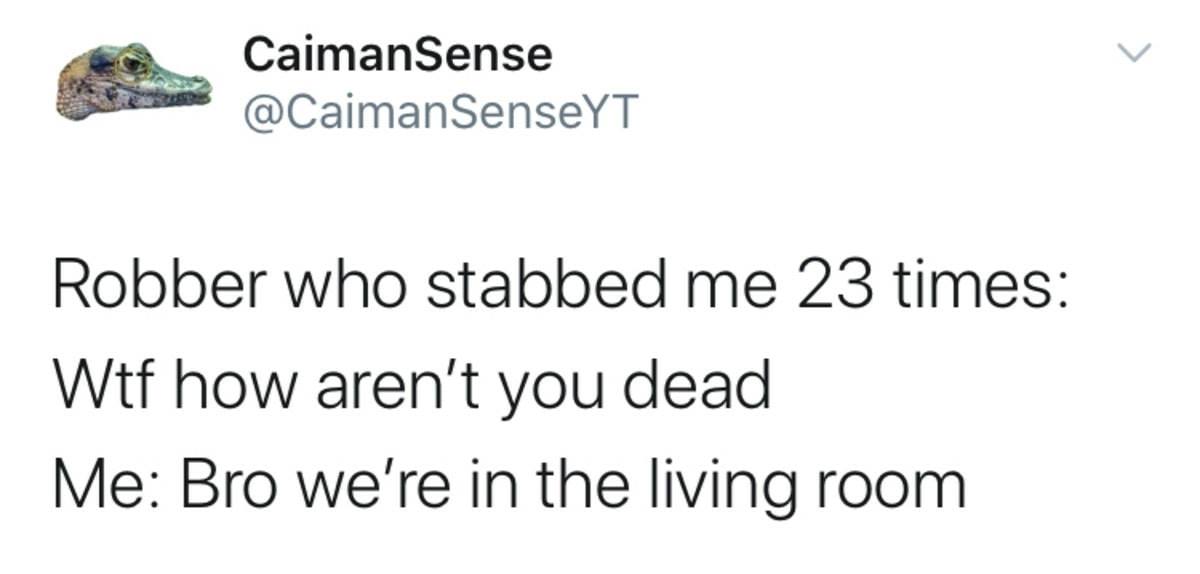 CaimanSense
@CaimanSenseYT
Robber who stabbed me 23 times:
Wtf how aren’t you dead
Me: Bro we’re in the living room